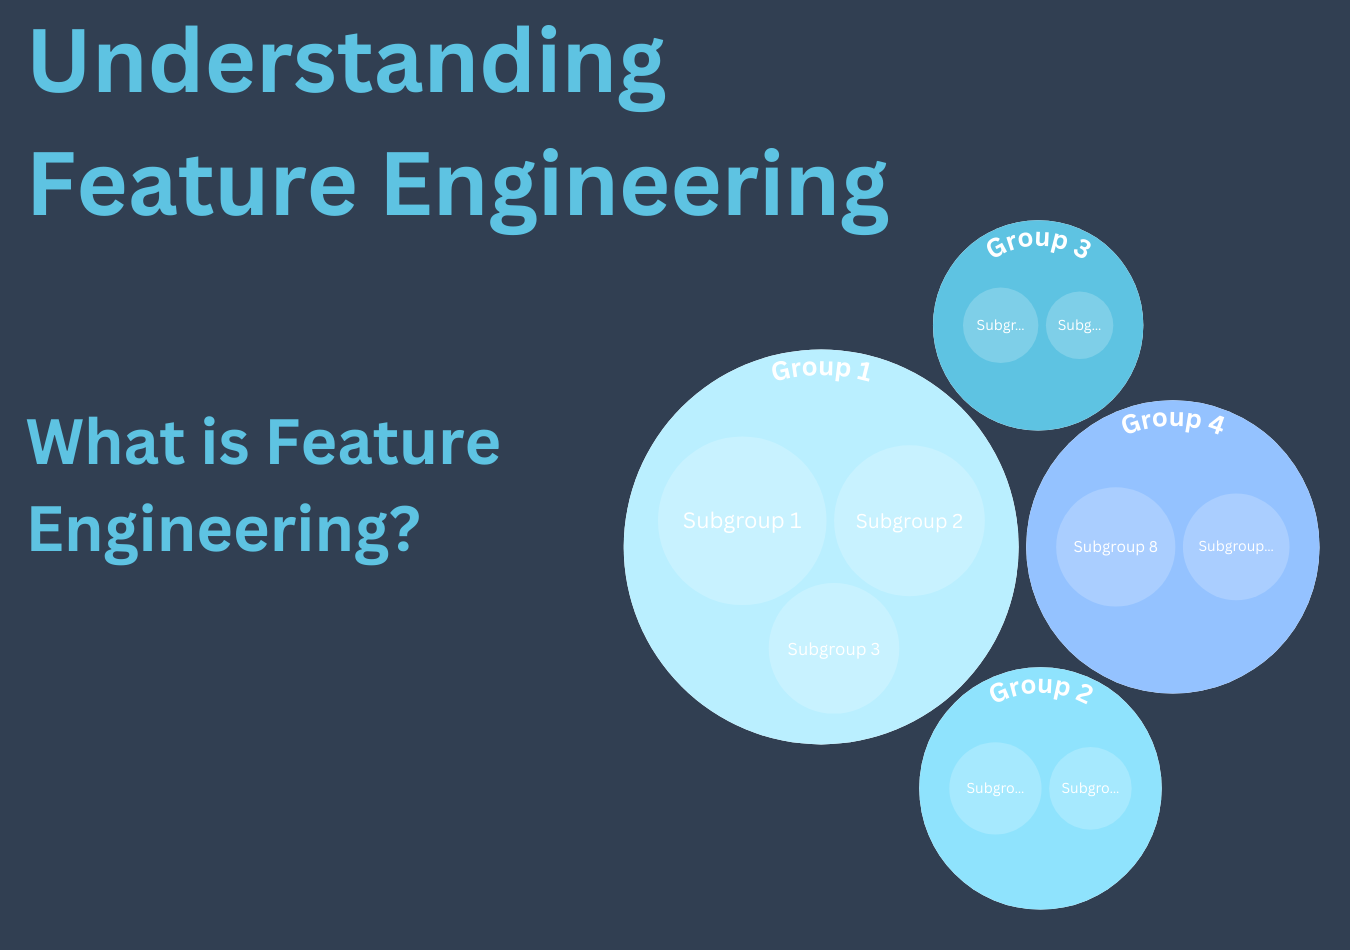 Understanding
Feature Engineering
What is Feature
Engineering?
Group 3
Subgr...
Subg...
Group 1
Subgroup 1
Subgroup 2
Subgroup 3
Group 4
Subgroup 8
Subgroup...
Group 2
Subgro...
Subgro...